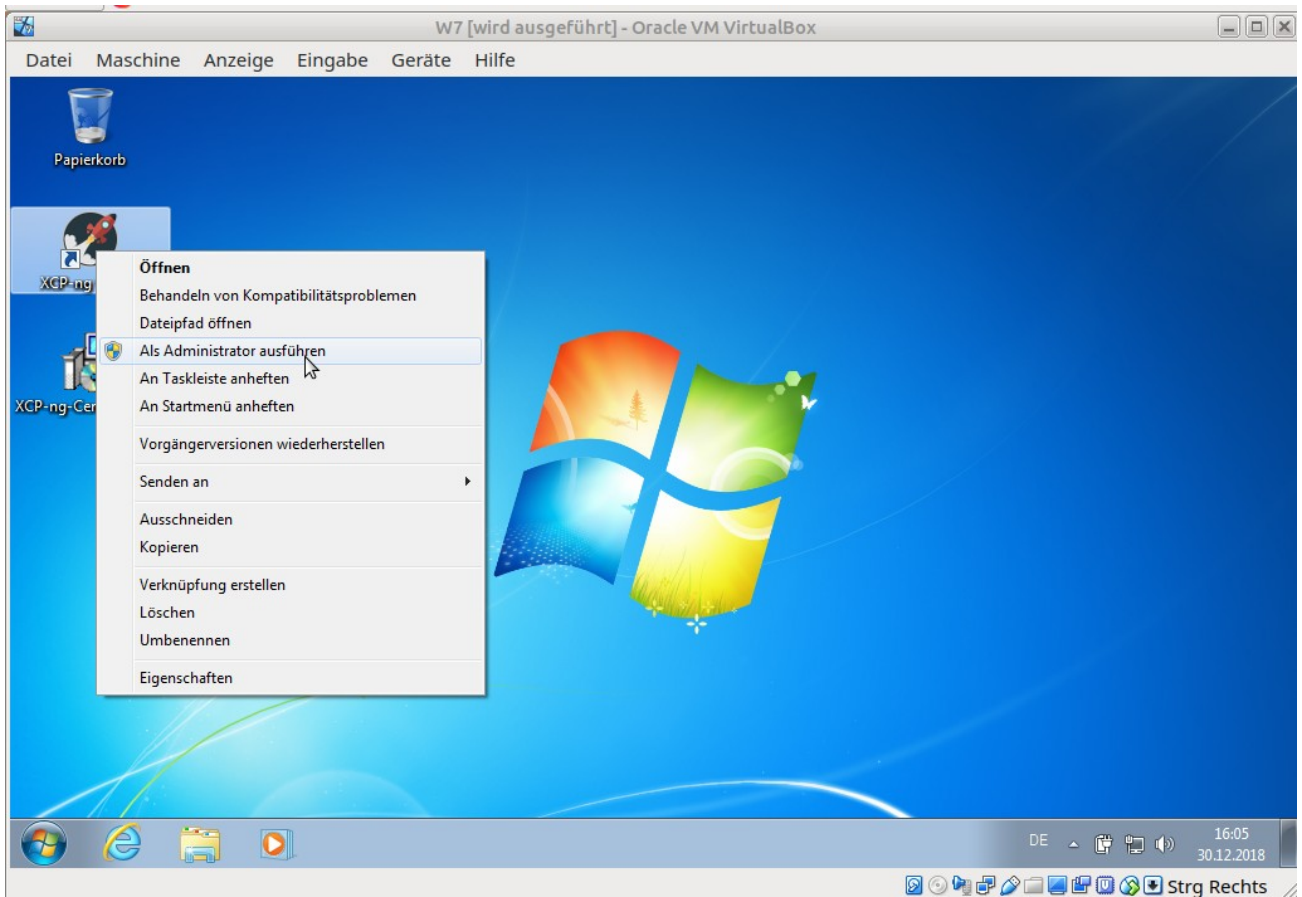 W7 [wird ausgeführt] - Oracle VM VirtualBox
Datei Maschine Anzeige Eingabe Geräte Hilfe
Papierkorb
XCP-ng
XCP-ng-Cen
Öffnen
Behandeln von Kompatibilitätsproblemen
Dateipfad öffnen
Als Administrator ausführen
An Taskleiste anheften
An Startmenü anheften
Vorgängerversionen wiederherstellen
Senden an
Ausschneiden
Kopieren
Verknüpfung erstellen
Löschen
Umbenennen
Eigenschaften
DE
16:05
30.12.2018
Strg Rechts